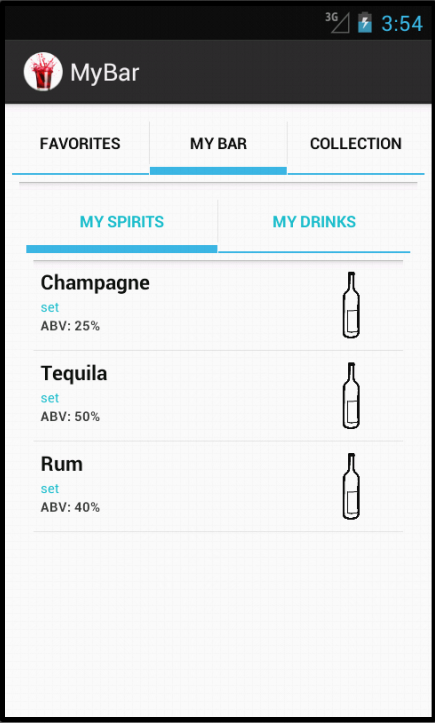 3G 3:54
MyBar
FAVORITES MY BAR COLLECTION
MY SPIRITS MY DRINKS
Champagne
set
ABV: 25%
Tequila
set
ABV: 50%
Rum
set
ABV: 40%